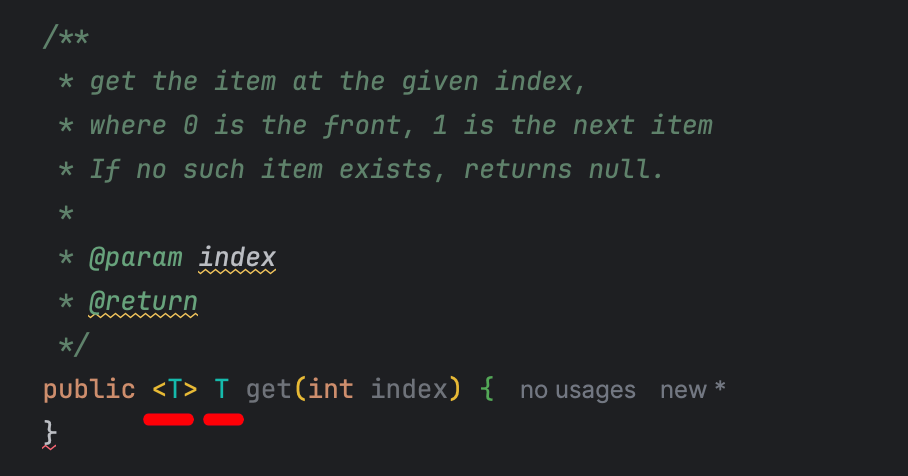 /**
* get the item at the given index,
* where 0 is the front, 1 is the next item
* If no such item exists, returns null.
*
* @param index
* @return
*/
public <T> T get(int index) { no usages new *
}